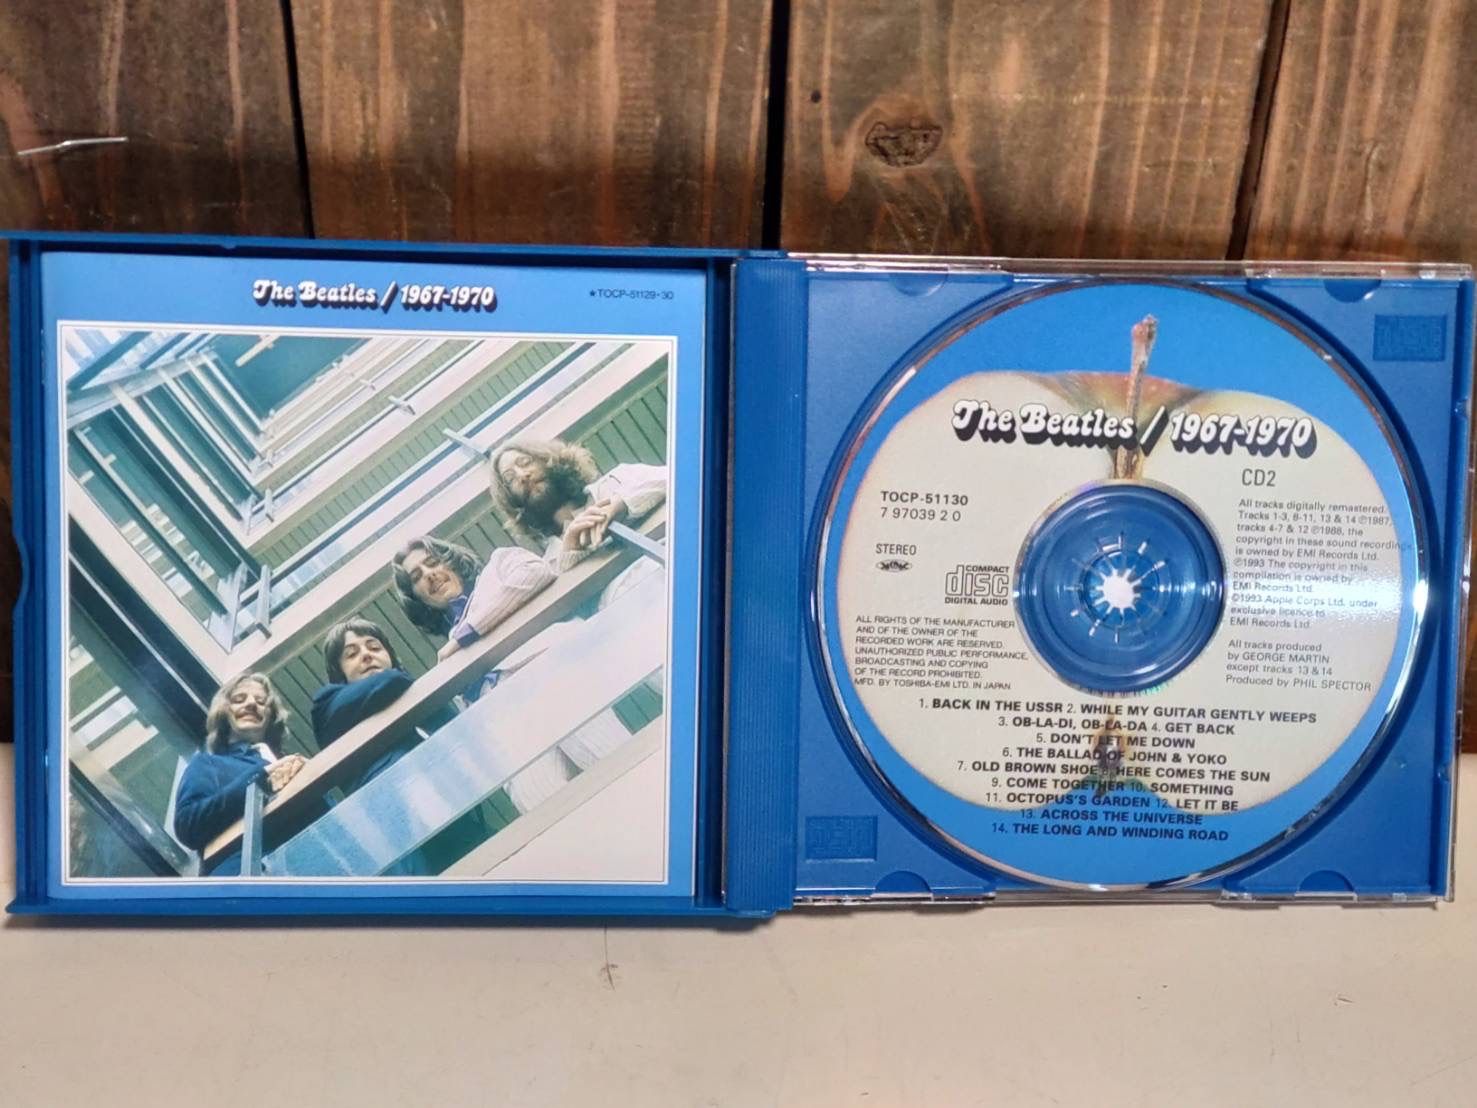 The Beatles / 1967-1970
★TOCP-51129・30
The Beatles / 1967-1970
CD2
TOCP-51130
7 97039 2 0
STEREO
COMPACT
disc
DIGITAL AUDIO
All tracks digitally remastered.
Tracks 1-3, 8-11, 13 & 14 ℗1987,
tracks 4-7 & 12 ℗1988, the
copyright in these sound recordings
is owned by EMI Records Ltd.
℗1993 The copyright in this
compilation is owned by
EMI Records Ltd.
©1993 Apple Corps Ltd. under
exclusive licence to
EMI Records Ltd.
All tracks produced
by GEORGE MARTIN
except tracks 13 & 14
Produced by PHIL SPECTOR
ALL RIGHTS OF THE MANUFACTURER
AND OF THE OWNER OF THE
RECORDED WORK ARE RESERVED.
UNAUTHORIZED PUBLIC PERFORMANCE,
BROADCASTING AND COPYING
OF THE RECORD PROHIBITED.
MFD. BY TOSHIBA-EMI LTD. IN JAPAN
1. BACK IN THE USSR 2. WHILE MY GUITAR GENTLY WEEPS
3. OB-LA-DI, OB-LA-DA 4. GET BACK
5. DON'T LET ME DOWN
6. THE BALLAD OF JOHN & YOKO
7. OLD BROWN SHOE 8. HERE COMES THE SUN
9. COME TOGETHER 10. SOMETHING
11. OCTOPUS'S GARDEN 12. LET IT BE
13. ACROSS THE UNIVERSE
14. THE LONG AND WINDING ROAD